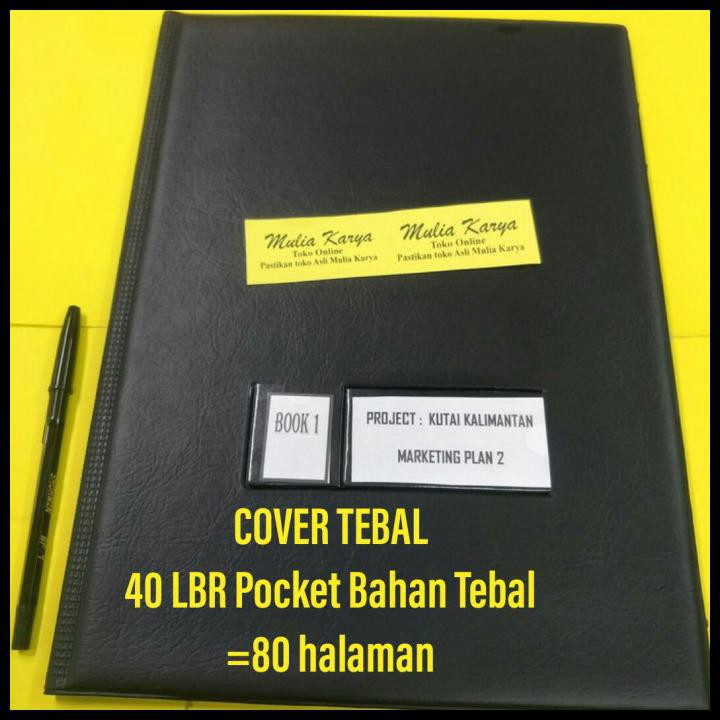 Mulia Karya
Toko Online
Pastikan toko Asli Mulia Karya
Mulia Karya
Toko Online
Pastikan toko Asli Mulia Karya
BOOK 1
PROJECT : KUTAI KALIMANTAN
MARKETING PLAN 2
COVER TEBAL
40 LBR Pocket Bahan Tebal
=80 halaman